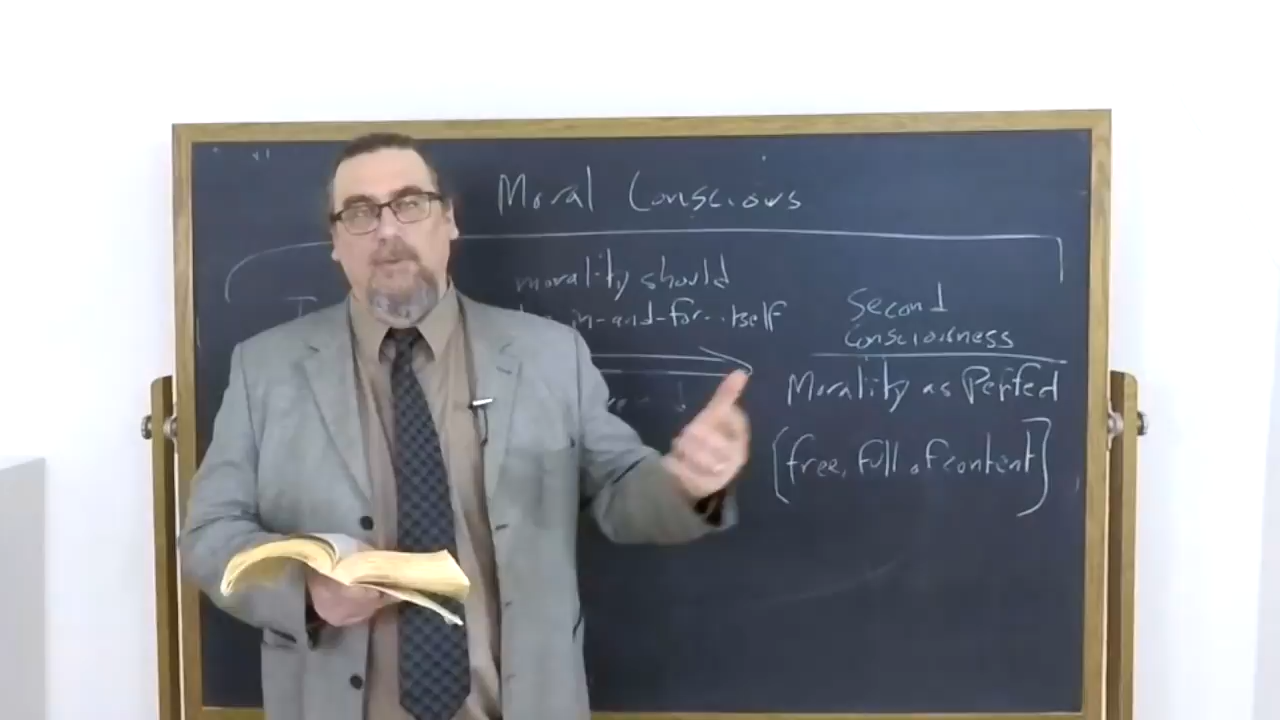 Moral Conscious
morality should
in-and-for-itself
Second
Consciousness
Morality as Perfect
[free, full of content]